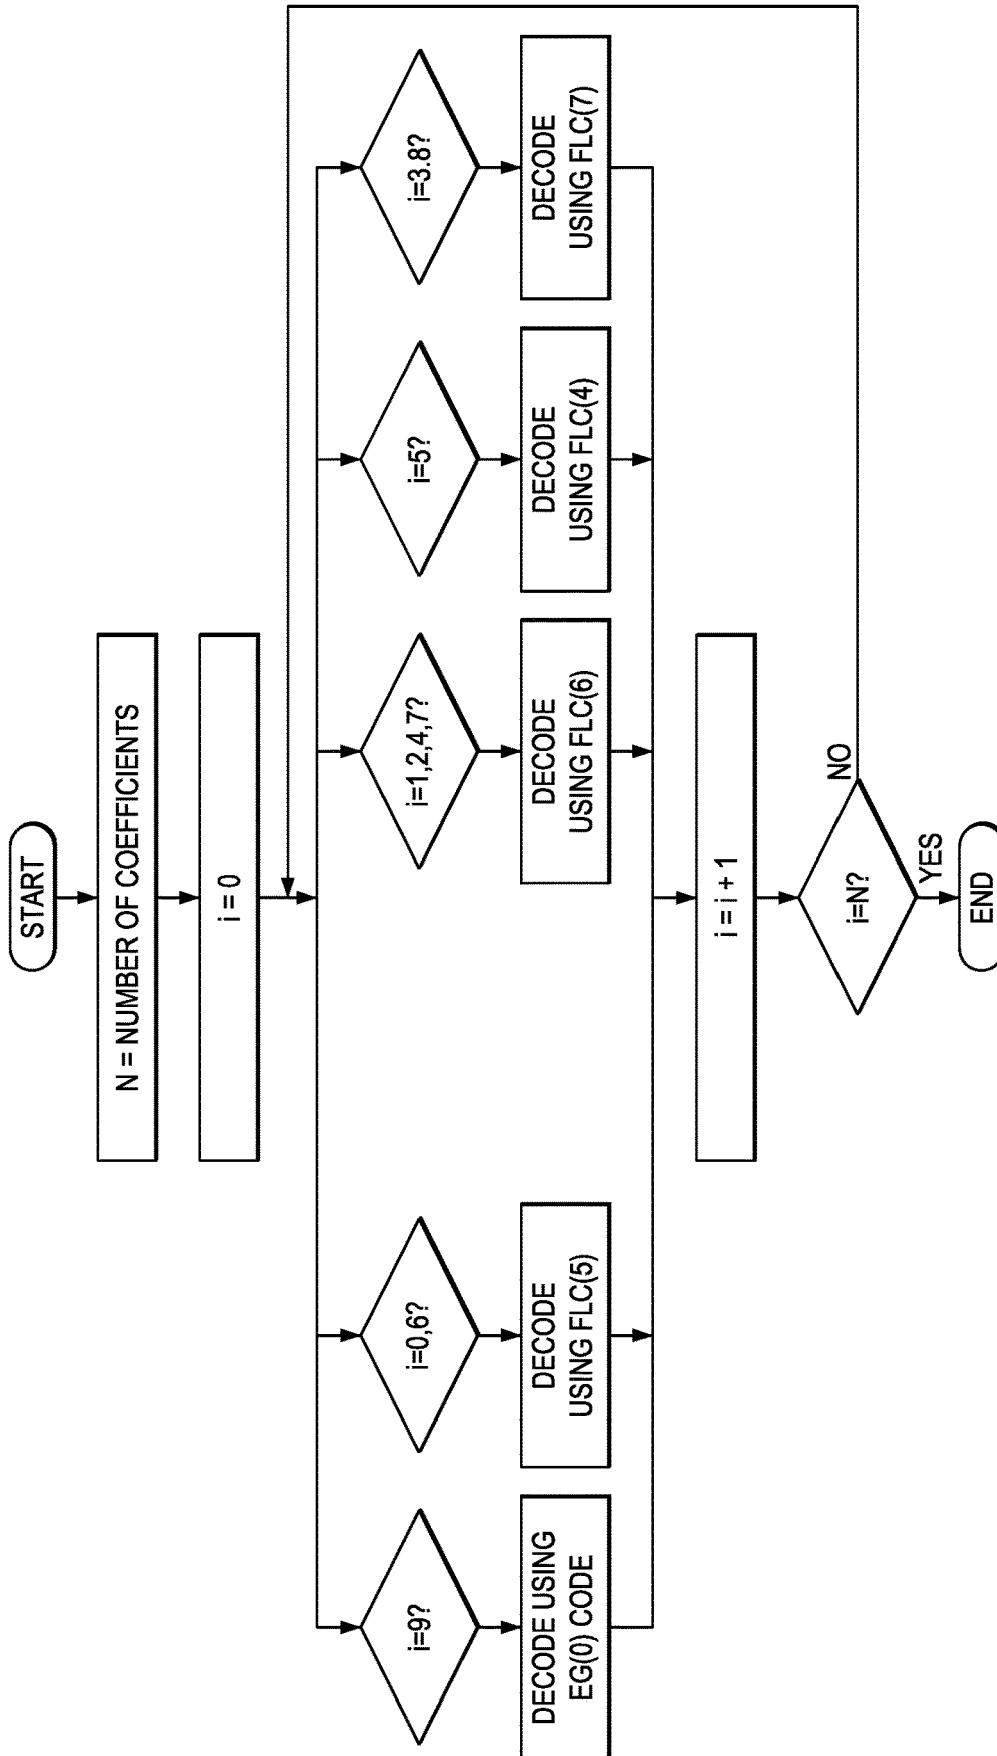 START
N = NUMBER OF COEFFICIENTS
i = 0
i=9?
i=0,6?
i=1,2,4,7?
i=5?
i=3.8?
DECODE USING
EG(0) CODE
DECODE
USING FLC(5)
DECODE
USING FLC(6)
DECODE
USING FLC(4)
DECODE
USING FLC(7)
i = i + 1
i=N?
NO
YES
END